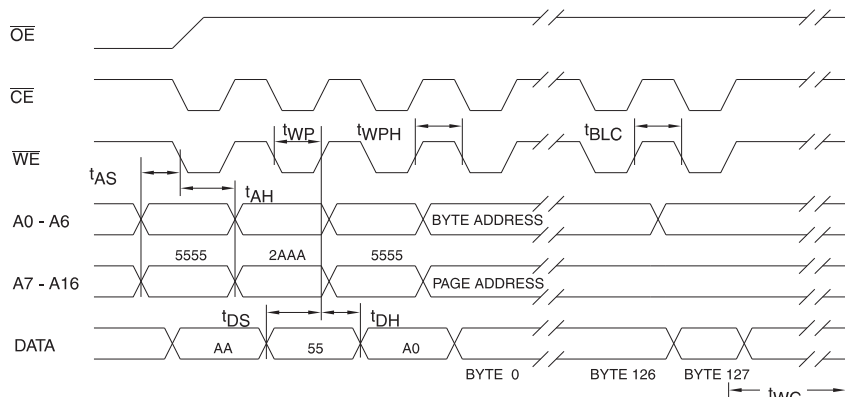 OE
CE
tWP tWPH tBLC
WE
tAS
tAH
A0 - A6 BYTE ADDRESS
5555 2AAA 5555
A7 - A16 PAGE ADDRESS
tDS tDH
DATA AA 55 A0
BYTE 0 BYTE 126 BYTE 127
tWC